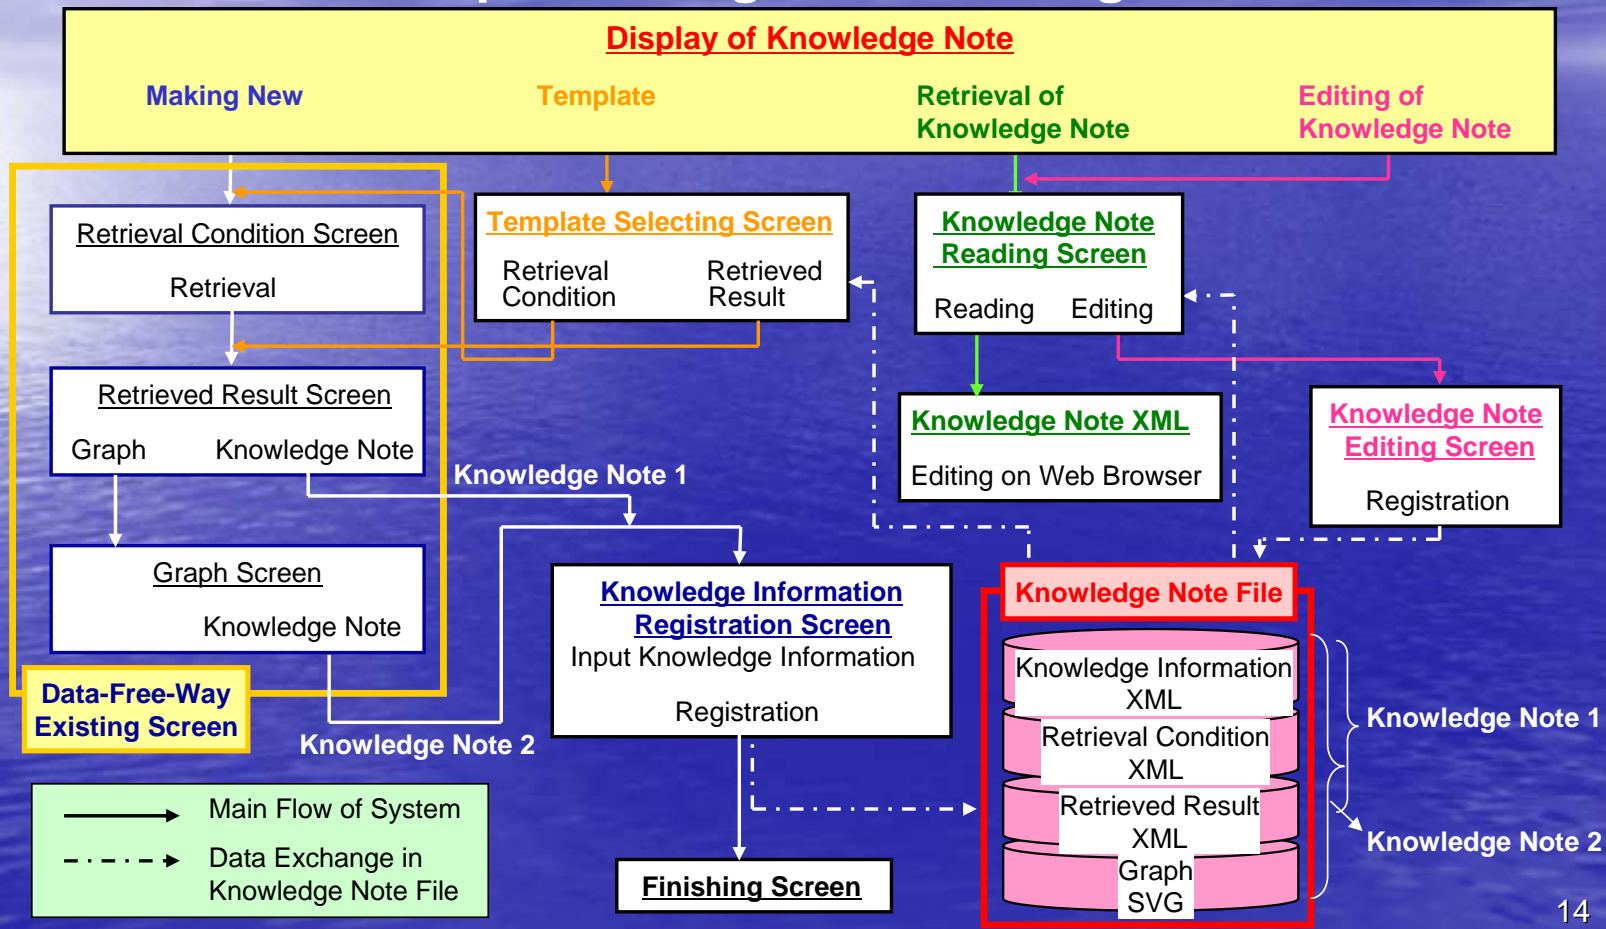 Display of Knowledge Note
Making New
Template
Retrieval of
Knowledge Note
Editing of
Knowledge Note
Retrieval Condition Screen
Retrieval
Template Selecting Screen
Retrieval
Condition
Retrieved
Result
Knowledge Note
Reading Screen
Reading
Editing
Retrieved Result Screen
Graph
Knowledge Note
Knowledge Note XML
Editing on Web Browser
Knowledge Note
Editing Screen
Registration
Knowledge Note 1
Graph Screen
Knowledge Note
Data-Free-Way
Existing Screen
Knowledge Note 2
Knowledge Information
Registration Screen
Input Knowledge Information
Registration
Finishing Screen
Knowledge Note File
Knowledge Information
XML
Retrieval Condition
XML
Retrieved Result
XML
Graph
SVG
Knowledge Note 1
Knowledge Note 2
Main Flow of System
Data Exchange in
Knowledge Note File
14